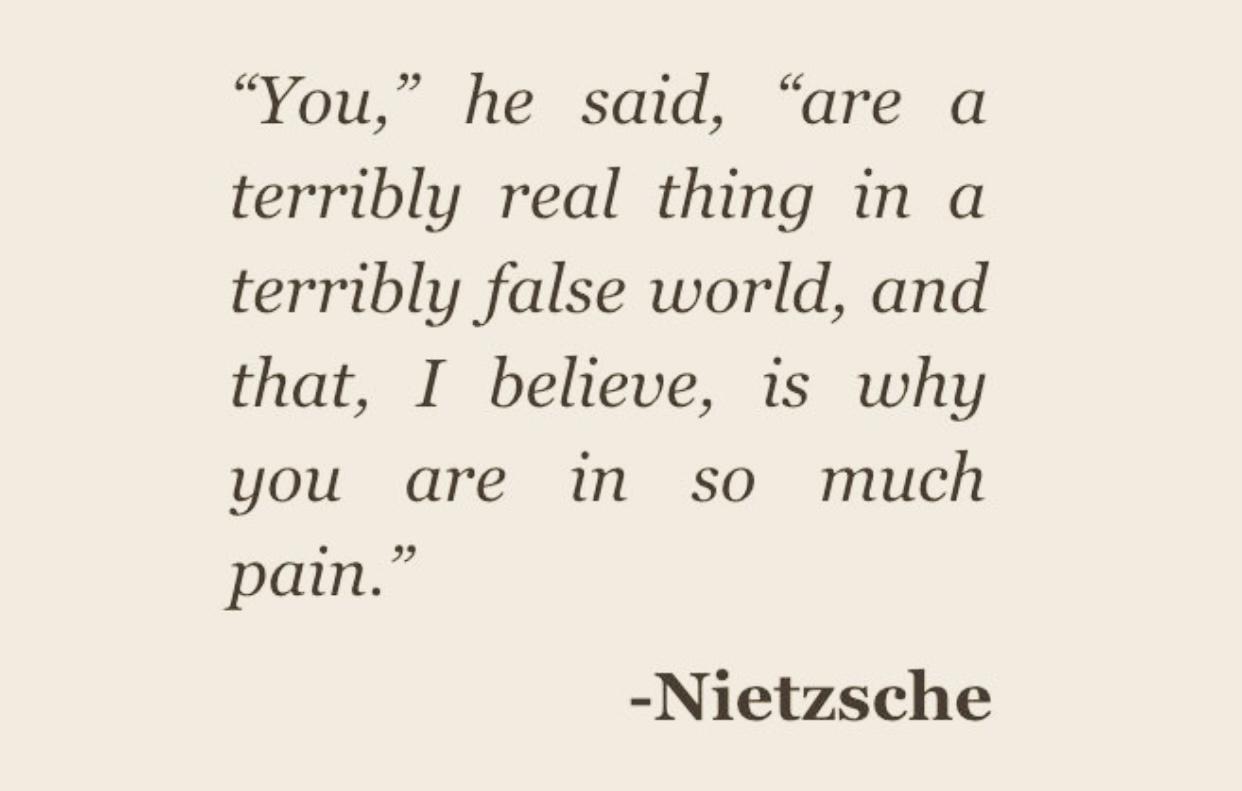 “You,” he said, “are a
terribly real thing in a
terribly false world, and
that, I believe, is why
you are in so much
pain.”
-Nietzsche